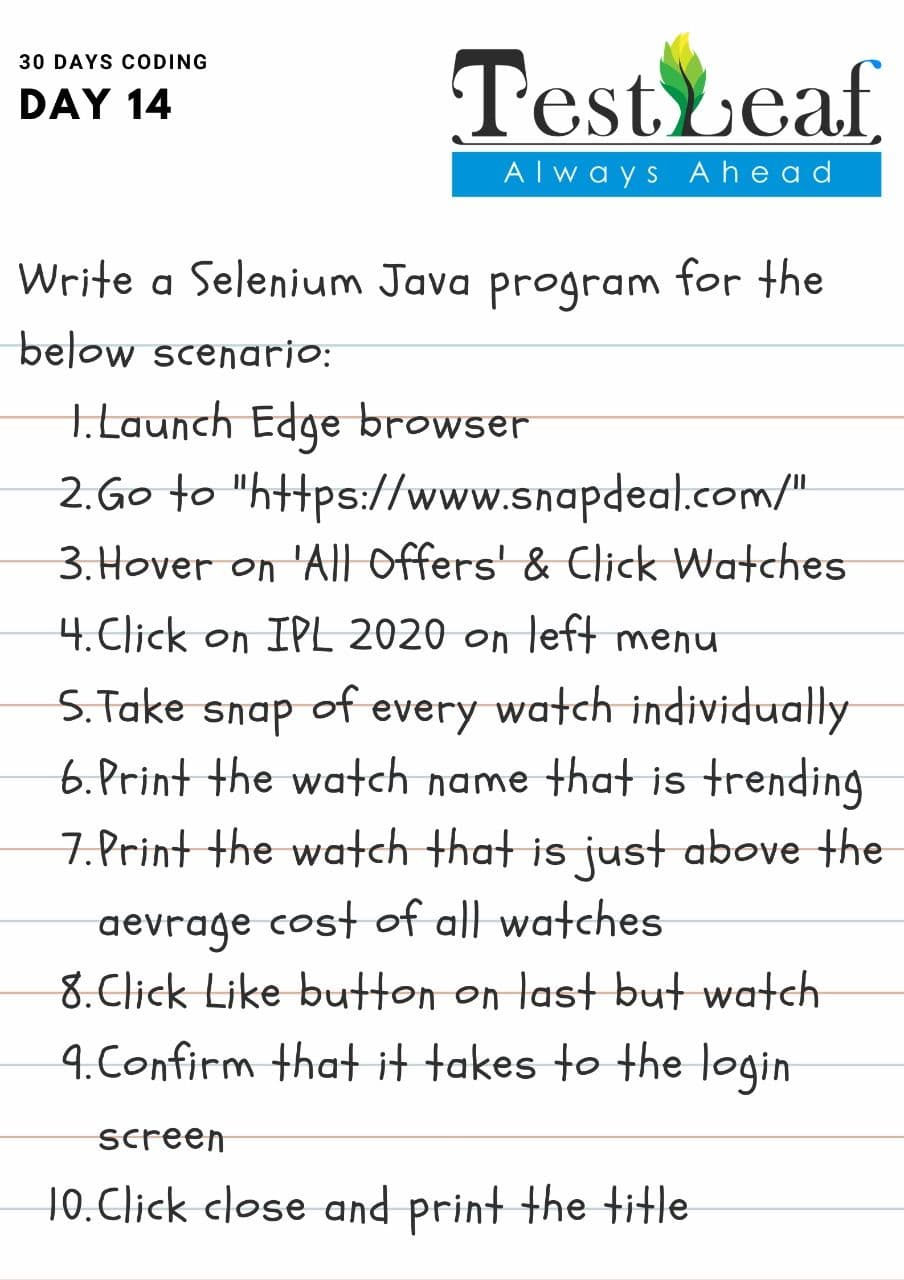 30 DAYS CODING
DAY 14
TestLeaf
Always Ahead
Write a Selenium Java program for the
below scenario:
1.Launch Edge browser
2.Go to "https://www.snapdeal.com/"
3.Hover on 'All Offers' & Click Watches
4.Click on IPL 2020 on left menu
5.Take snap of every watch individually
6.Print the watch name that is trending
7.Print the watch that is just above the
aevrage cost of all watches
8.Click Like button on last but watch
9.Confirm that it takes to the login
screen
10.Click close and print the title